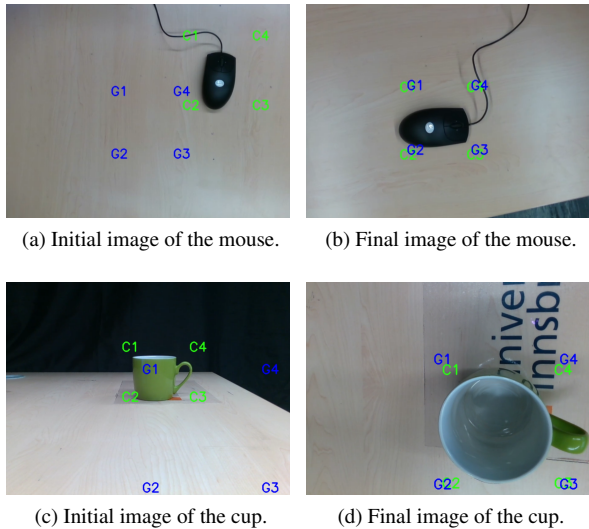 C1 C4
G1 G4
C2 C3
G2 G3
G1 G4
G2 G3
(a) Initial image of the mouse.
(b) Final image of the mouse.
C1 C4
G1 G4
C2 C3
G2 G3
univer
innsbr
G1 G4
C1 C4
G2 G3
(c) Initial image of the cup.
(d) Final image of the cup.